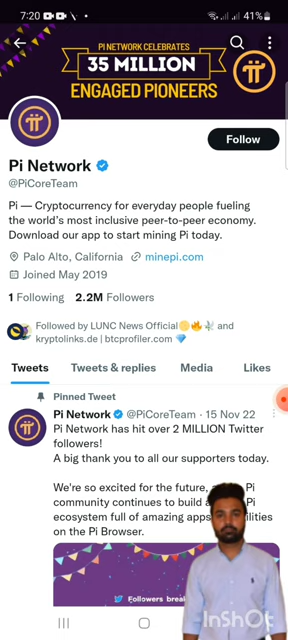 7:20
41%
PI NETWORK CELEBRATES
35 MILLION
ENGAGED PIONEERS
Follow
Pi Network
@PiCoreTeam
Pi — Cryptocurrency for everyday people fueling
the world's most inclusive peer-to-peer economy.
Download our app to start mining Pi today.
Palo Alto, California minepi.com
Joined May 2019
1 Following 2.2M Followers
Followed by LUNC News Official🌕🔥🕊 and
kryptolinks.de | btcprofiler.com 💎
Tweets Tweets & replies Media Likes
Pinned Tweet
Pi Network @PiCoreTeam · 15 Nov 22
Pi Network has hit over 2 MILLION Twitter
followers!
A big thank you to all our supporters today.
We're so excited for the future, Pi
community continues to build a Pi
ecosystem full of amazing apps
on the Pi Browser.
Followers
InShOt